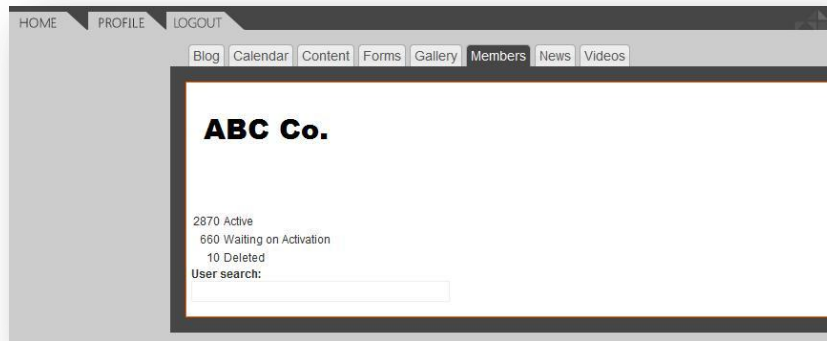 HOME PROFILE LOGOUT
Blog Calendar Content Forms Gallery Members News Videos
ABC Co.
2870 Active
660 Waiting on Activation
10 Deleted
User search: